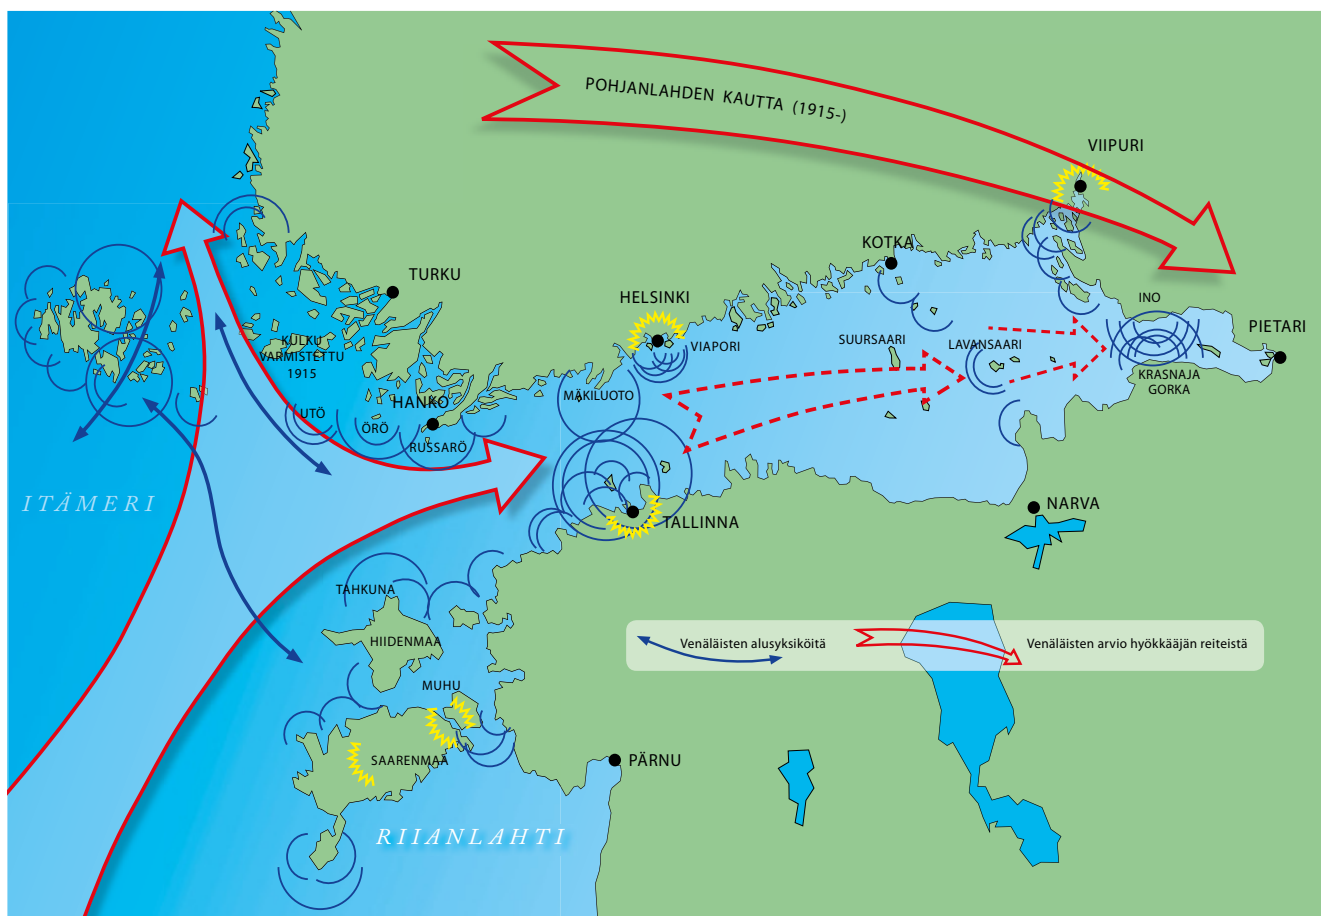 POHJANLAHDEN KAUTTA (1915-)
VIIPURI
KOTKA
TURKU
HELSINKI
INO
PIETARI
VIAPORI
SUURSAARI
LAVANSAARI
KULKU
VARMISTETTU
1915
KRASNAJA
GORKA
MÄKILUOTO
HANKO
UTÖ
ÖRÖ
RUSSARÖ
ITÄMERI
NARVA
TALLINNA
TAHKUNA
HIIDENMAA
Venäläisten alusyksiköitä
Venäläisten arvio hyökkääjän reiteistä
MUHU
SAARENMAA
PÄRNU
RIIANLAHTI